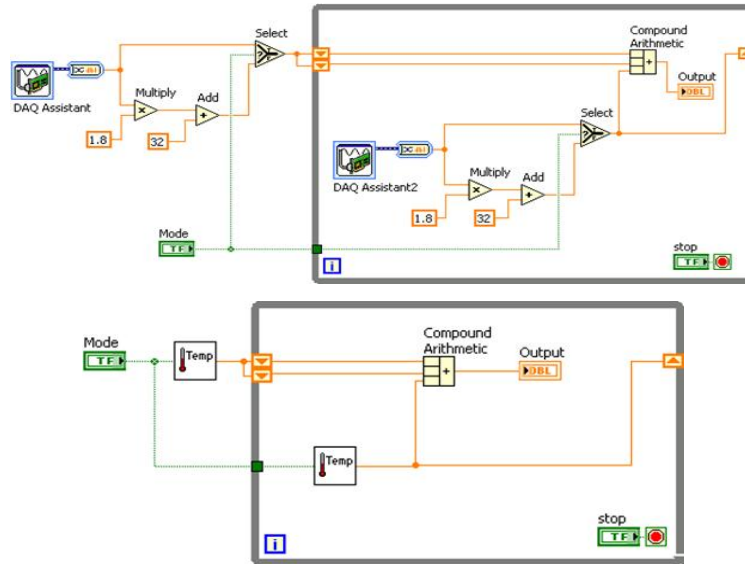 Select
Compound
Arithmetic
DAQ Assistant
Multiply
Add
Output
DBL
1.8
32
Select
DAQ Assistant2
Multiply
Add
1.8
32
Mode
TF
i
stop
TF
Mode
TF
Temp
Compound
Arithmetic
Output
DBL
Temp
stop
TF
i